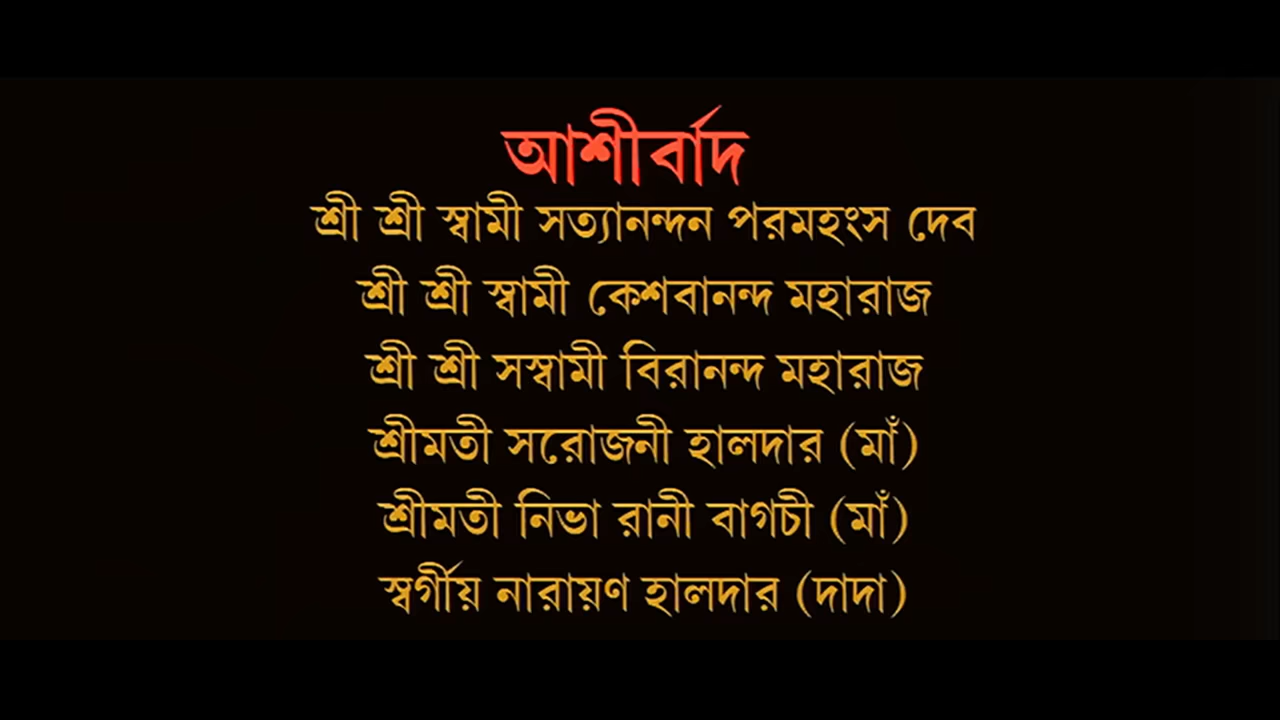 আশীর্বাদ
শ্রী শ্রী স্বামী সত্যানন্দন পরমহংস দেব
শ্রী শ্রী স্বামী কেশবানন্দ মহারাজ
শ্রী শ্রী সস্বামী বিরানন্দ মহারাজ
শ্রীমতী সরোজনী হালদার (মাঁ)
শ্রীমতী নিভা রানী বাগচী (মাঁ)
স্বর্গীয় নারায়ণ হালদার (দাদা)